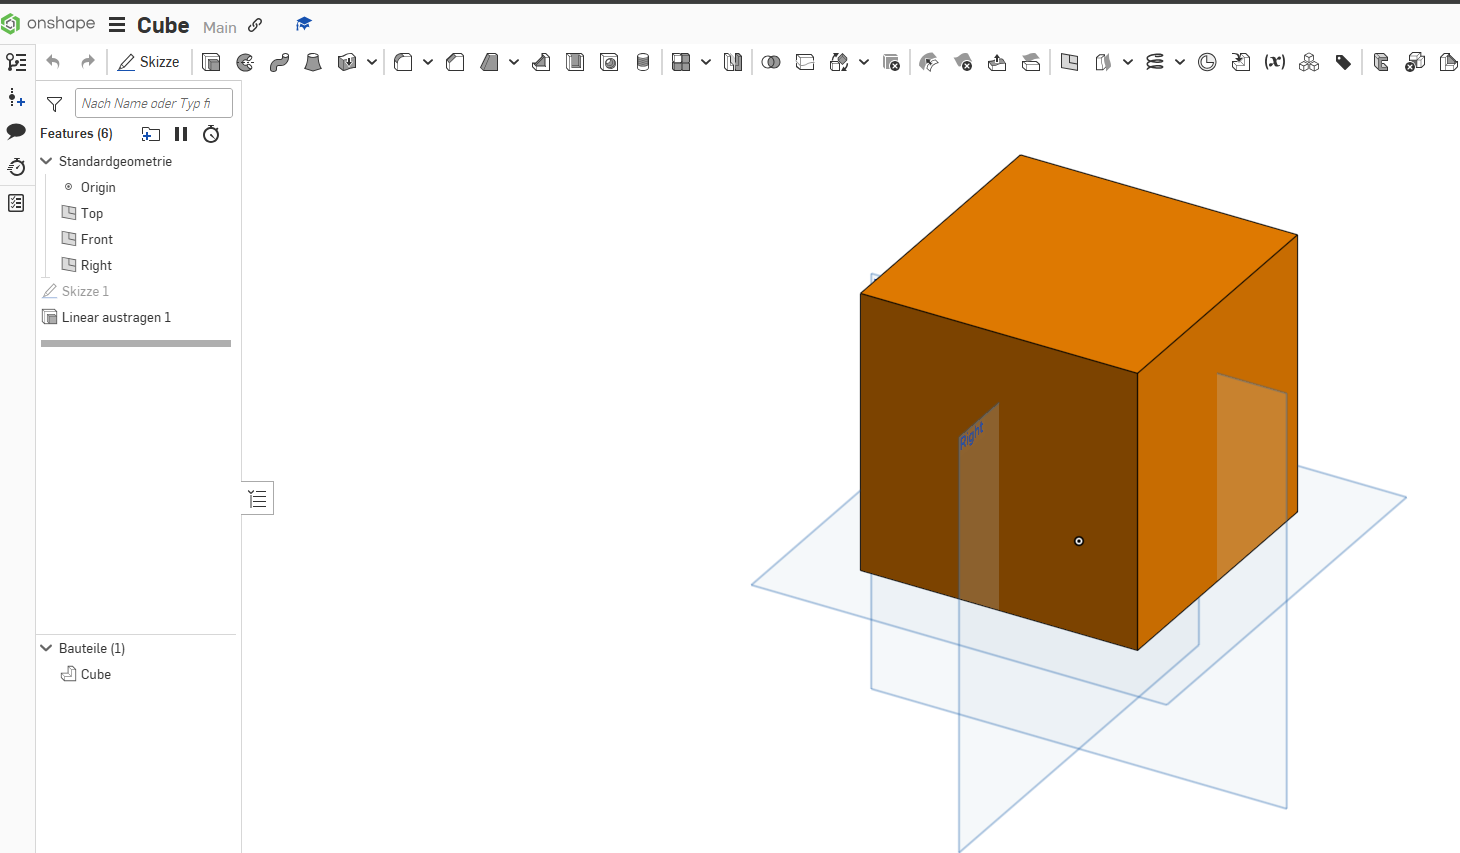 onshape Cube Main
Skizze (x)
Nach Name oder Typ fi
Features (6)
Standardgeometrie
Origin
Top
Front
Right
Skizze 1
Linear austragen 1
Bauteile (1)
Cube
Right